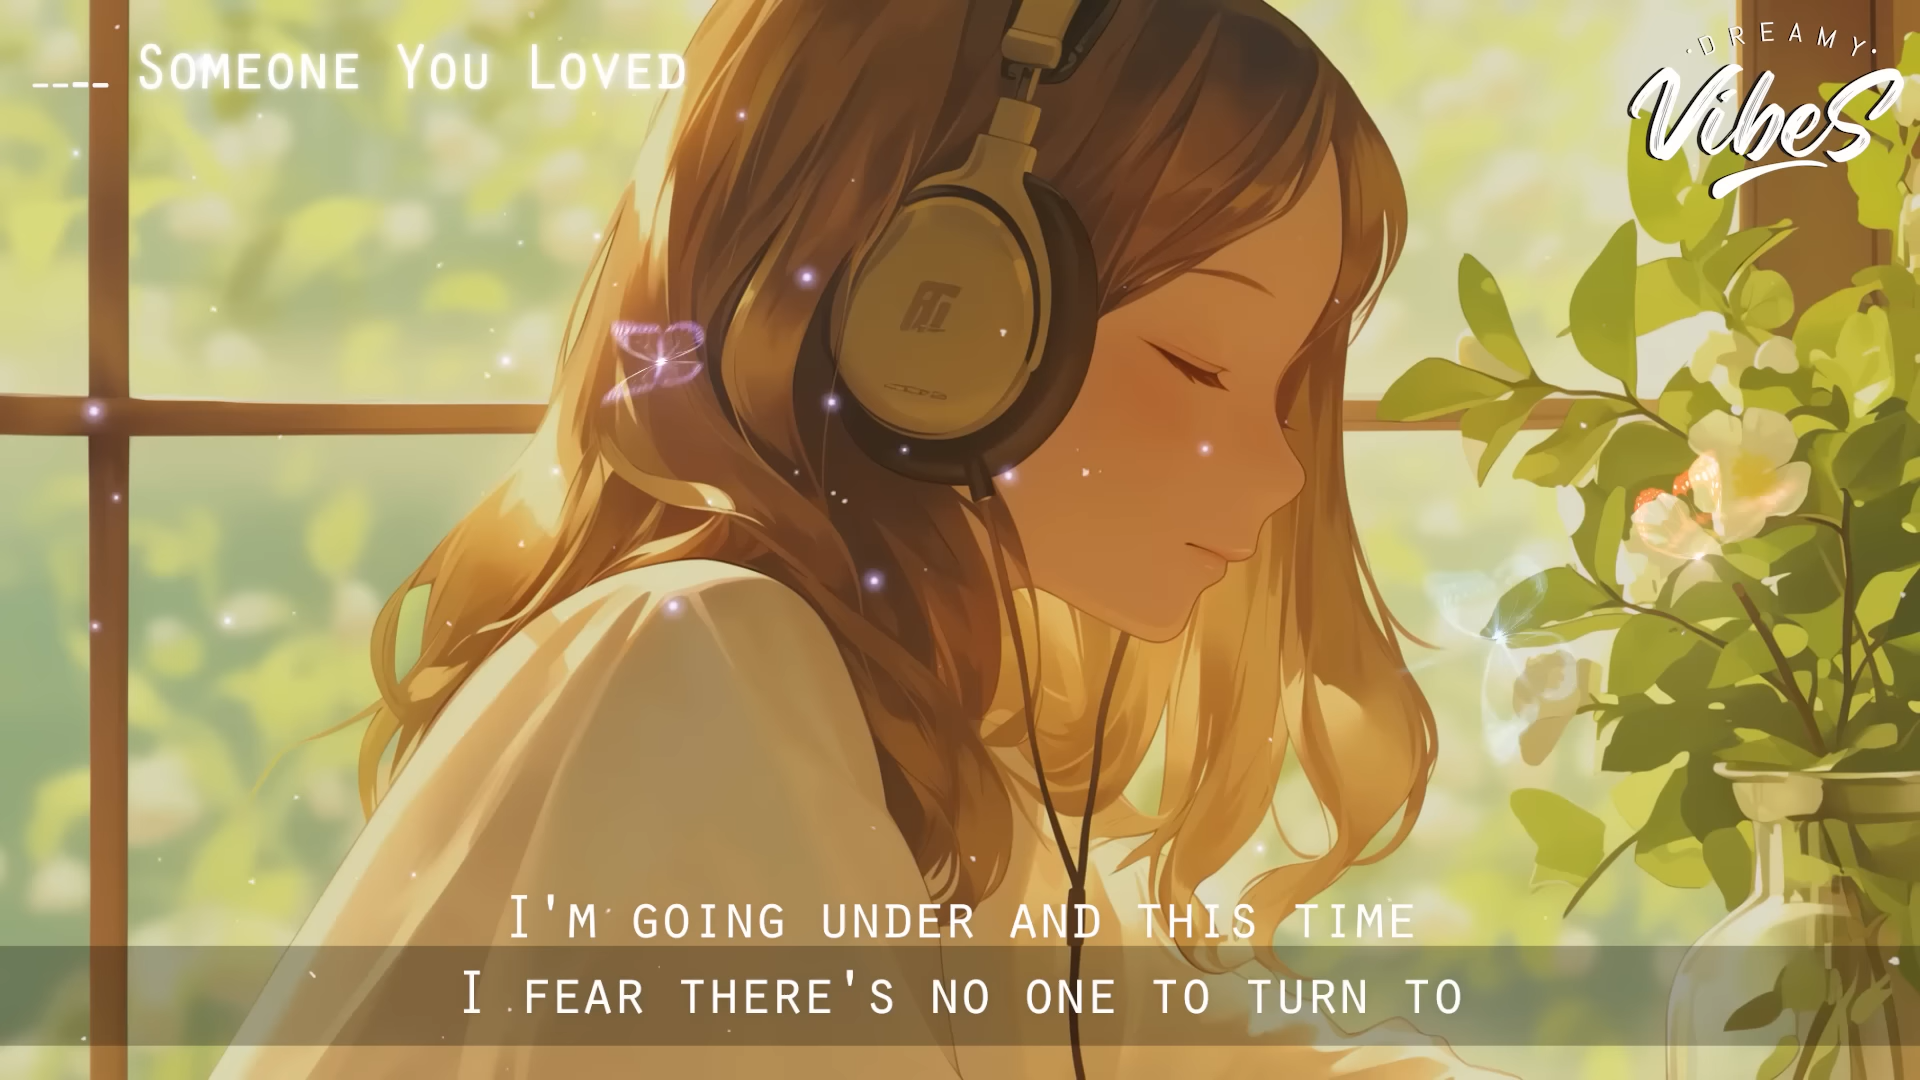 ---- Someone You Loved
DREAMY
Vibes
I'm going under and this time
I fear there's no one to turn to